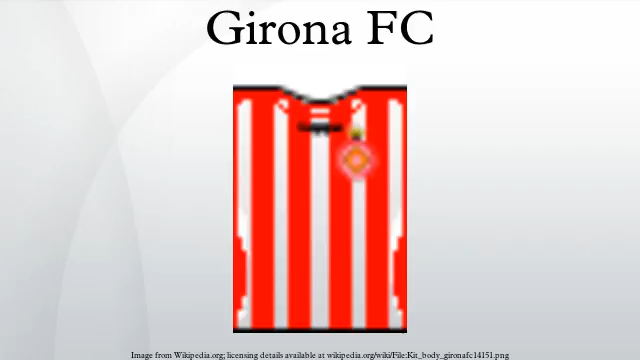 Girona FC
Image from Wikipedia.org; licensing details available at wikipedia.org/wiki/File:Kit_body_gironafc14151.png